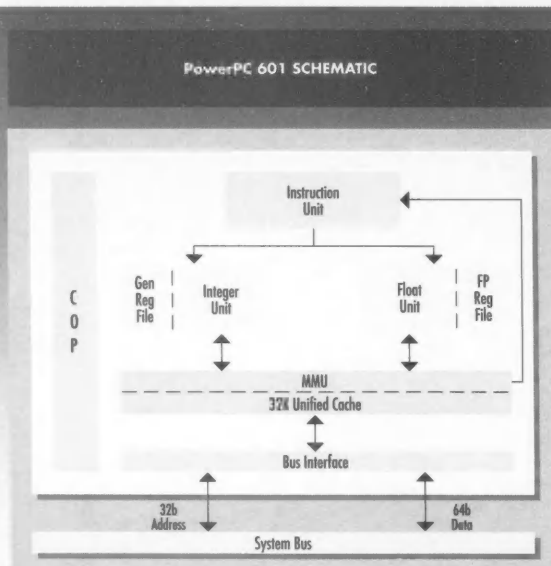 PowerPC 601 SCHEMATIC
Instruction
Unit
Gen
Reg
File
Integer
Unit
Float
Unit
FP
Reg
File
C
O
P
MMU
32K Unified Cache
Bus Interface
32b
Address
64b
Data
System Bus